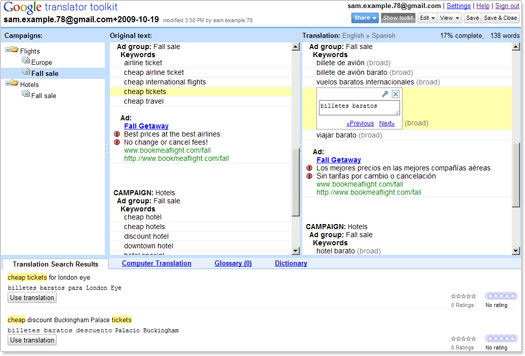 Google translator toolkit
sam.example.78@gmail.com | Settings | Help | Sign out
sam.example.78@gmail.com+2009-10-19 modified 3:58 PM by sam.example.78
Share Show toolkit Edit View Save Save & Close
Campaigns:
Flights
Europe
Fall sale
Hotels
Fall sale
Original text:
Ad group: Fall sale
Keywords
airline ticket
cheap airline ticket
cheap international flights
cheap tickets
cheap travel
Ad:
Fall Getaway
Best prices at the best airlines.
No change or cancel fees!
www.bookmeaflight.com/fall
http://www.bookmeaflight.com/fall
CAMPAIGN: Hotels
Ad group: Fall sale
Keywords
cheap hotel
cheap hotels
discount hotel
downtown hotel
hotel special
Translation: English » Spanish 17% complete, 138 words
Ad group: Fall sale
Keywords
billete de avión (broad)
billete de avión barato (broad)
vuelos baratos internacionales (broad)
billetes baratos
«Previous Next» (broad)
viajar barato (broad)
Ad:
Fall Getaway
Los mejores precios en las mejores compañías aéreas.
Sin tarifas por cambio o cancelación
www.bookmeaflight.com/fall
http://www.bookmeaflight.com/fall
CAMPAIGN: Hotels
Ad group: Fall sale
Keywords
hotel barato (broad)
Translation Search Results Computer Translation Glossary (0) Dictionary
cheap tickets for london eye
billetes baratos para London Eye
Use translation
0 Ratings No rating
cheap discount Buckingham Palace tickets
billetes baratos descuento Palacio Buckingham
Use translation
0 Ratings No rating